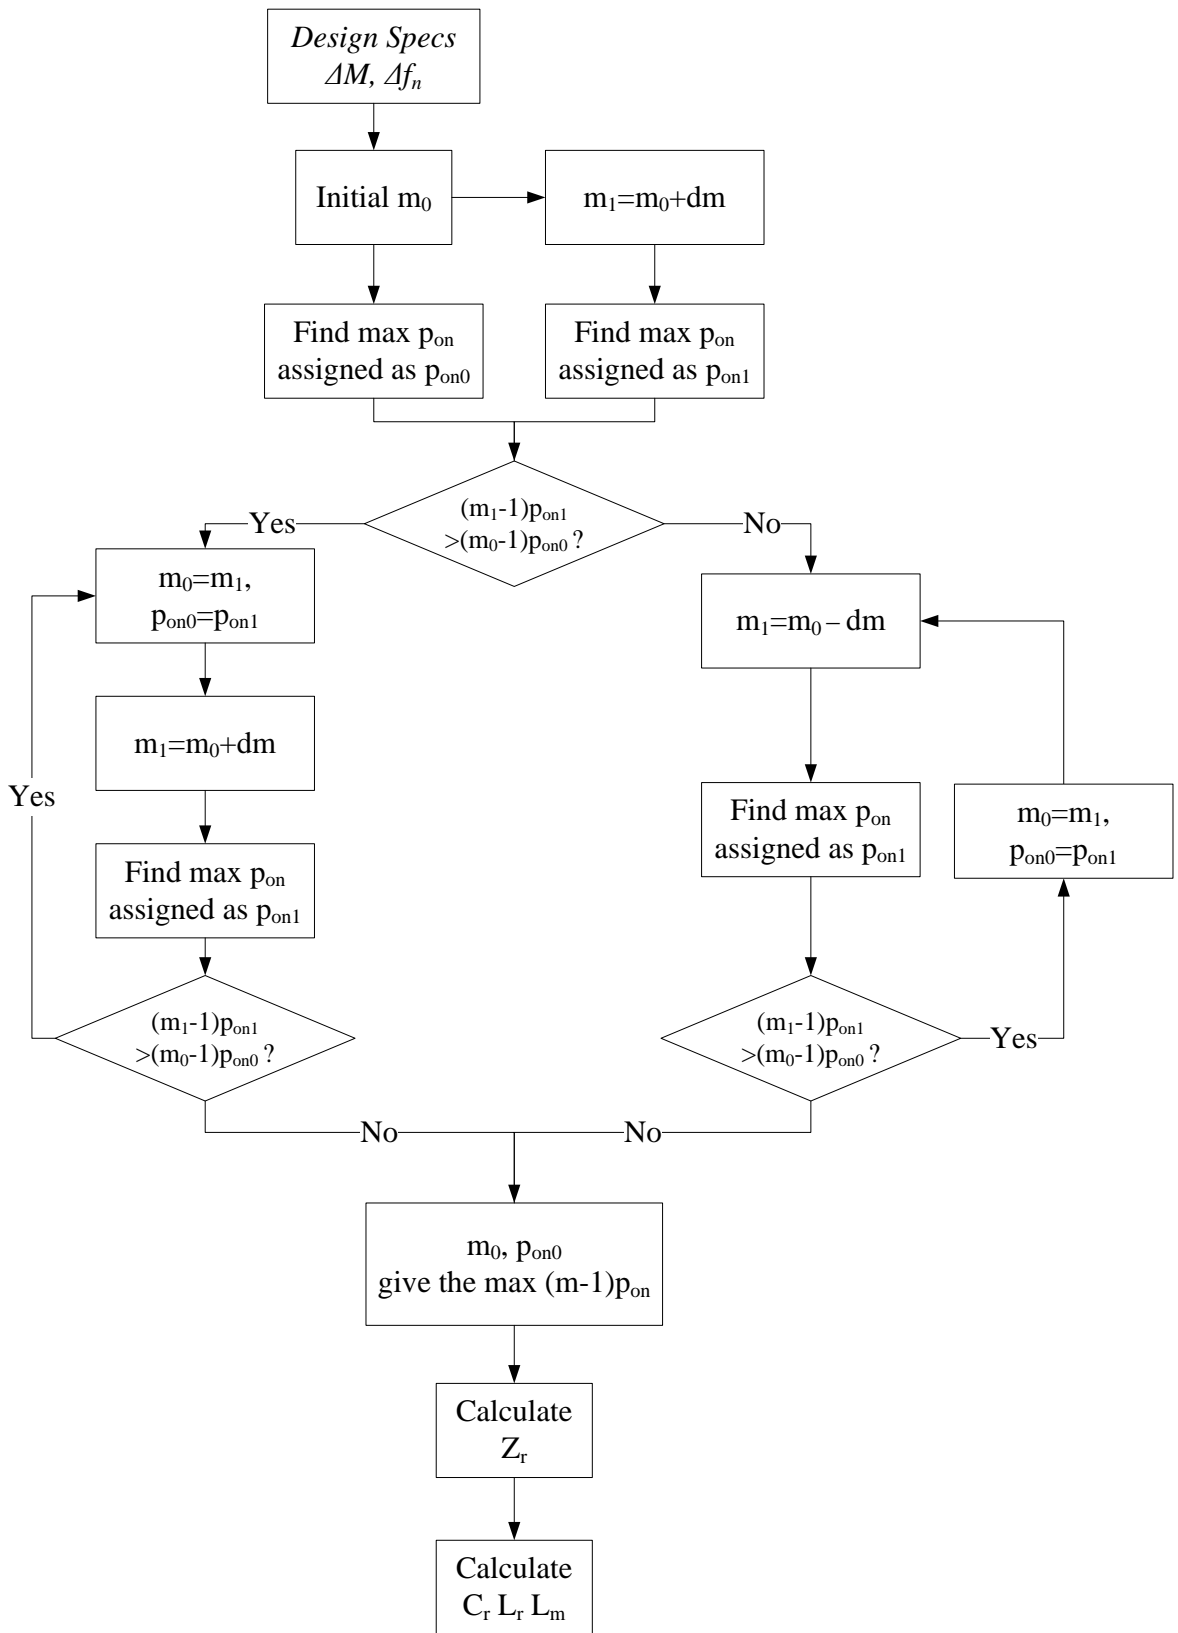 Design Specs
ΔM, Δfₙ
Initial m₀
m₁=m₀+dm
Find max pₒₙ
assigned as pₒₙ₀
Find max pₒₙ
assigned as pₒₙ₁
(m₁-1)pₒₙ₁
>(m₀-1)pₒₙ₀ ?
Yes
No
m₀=m₁,
pₒₙ₀=pₒₙ₁
m₁=m₀+dm
Yes
Find max pₒₙ
assigned as pₒₙ₁
(m₁-1)pₒₙ₁
>(m₀-1)pₒₙ₀ ?
No
m₁=m₀ – dm
Find max pₒₙ
assigned as pₒₙ₁
m₀=m₁,
pₒₙ₀=pₒₙ₁
(m₁-1)pₒₙ₁
>(m₀-1)pₒₙ₀ ?
Yes
No
m₀, pₒₙ₀
give the max (m-1)pₒₙ
Calculate
Zᵣ
Calculate
Cᵣ Lᵣ Lₘ